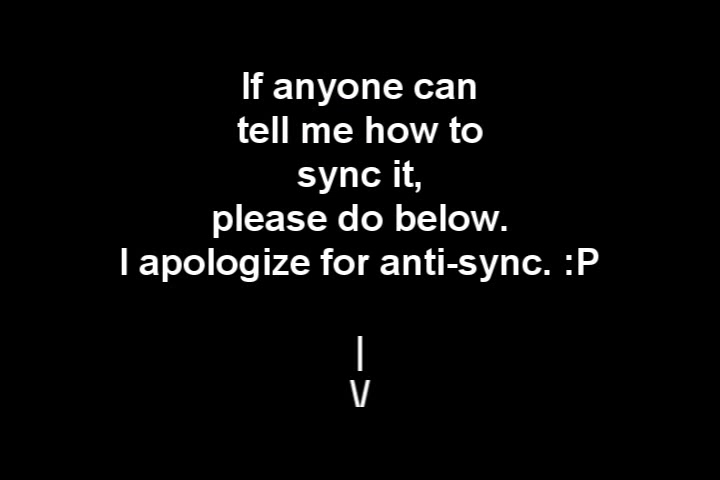 If anyone can
tell me how to
sync it,
please do below.
I apologize for anti-sync. :P
|
V